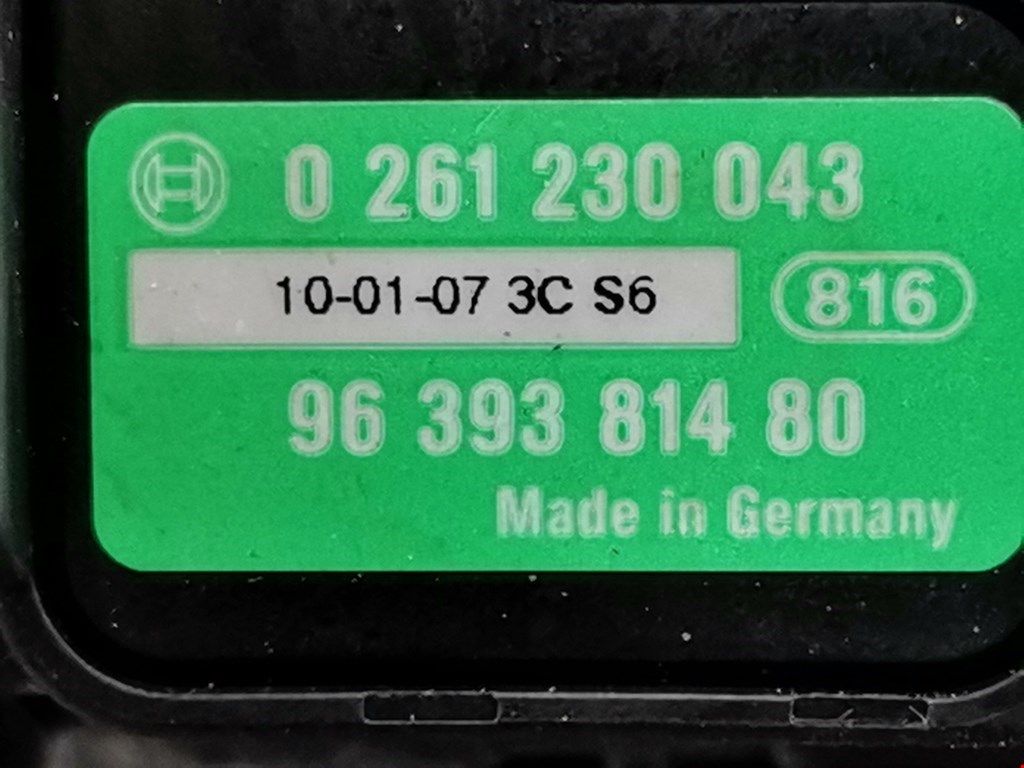 0 261 230 043
10-01-07 3C S6
816
96 393 814 80
Made in Germany